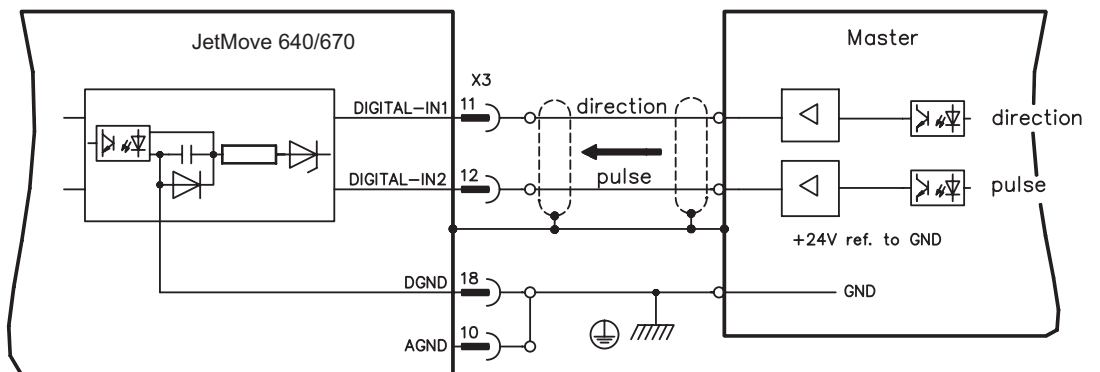 JetMove 640/670
Master
X3
DIGITAL-IN1
11
direction
direction
DIGITAL-IN2
12
pulse
pulse
+24V ref. to GND
DGND
18
GND
AGND
10